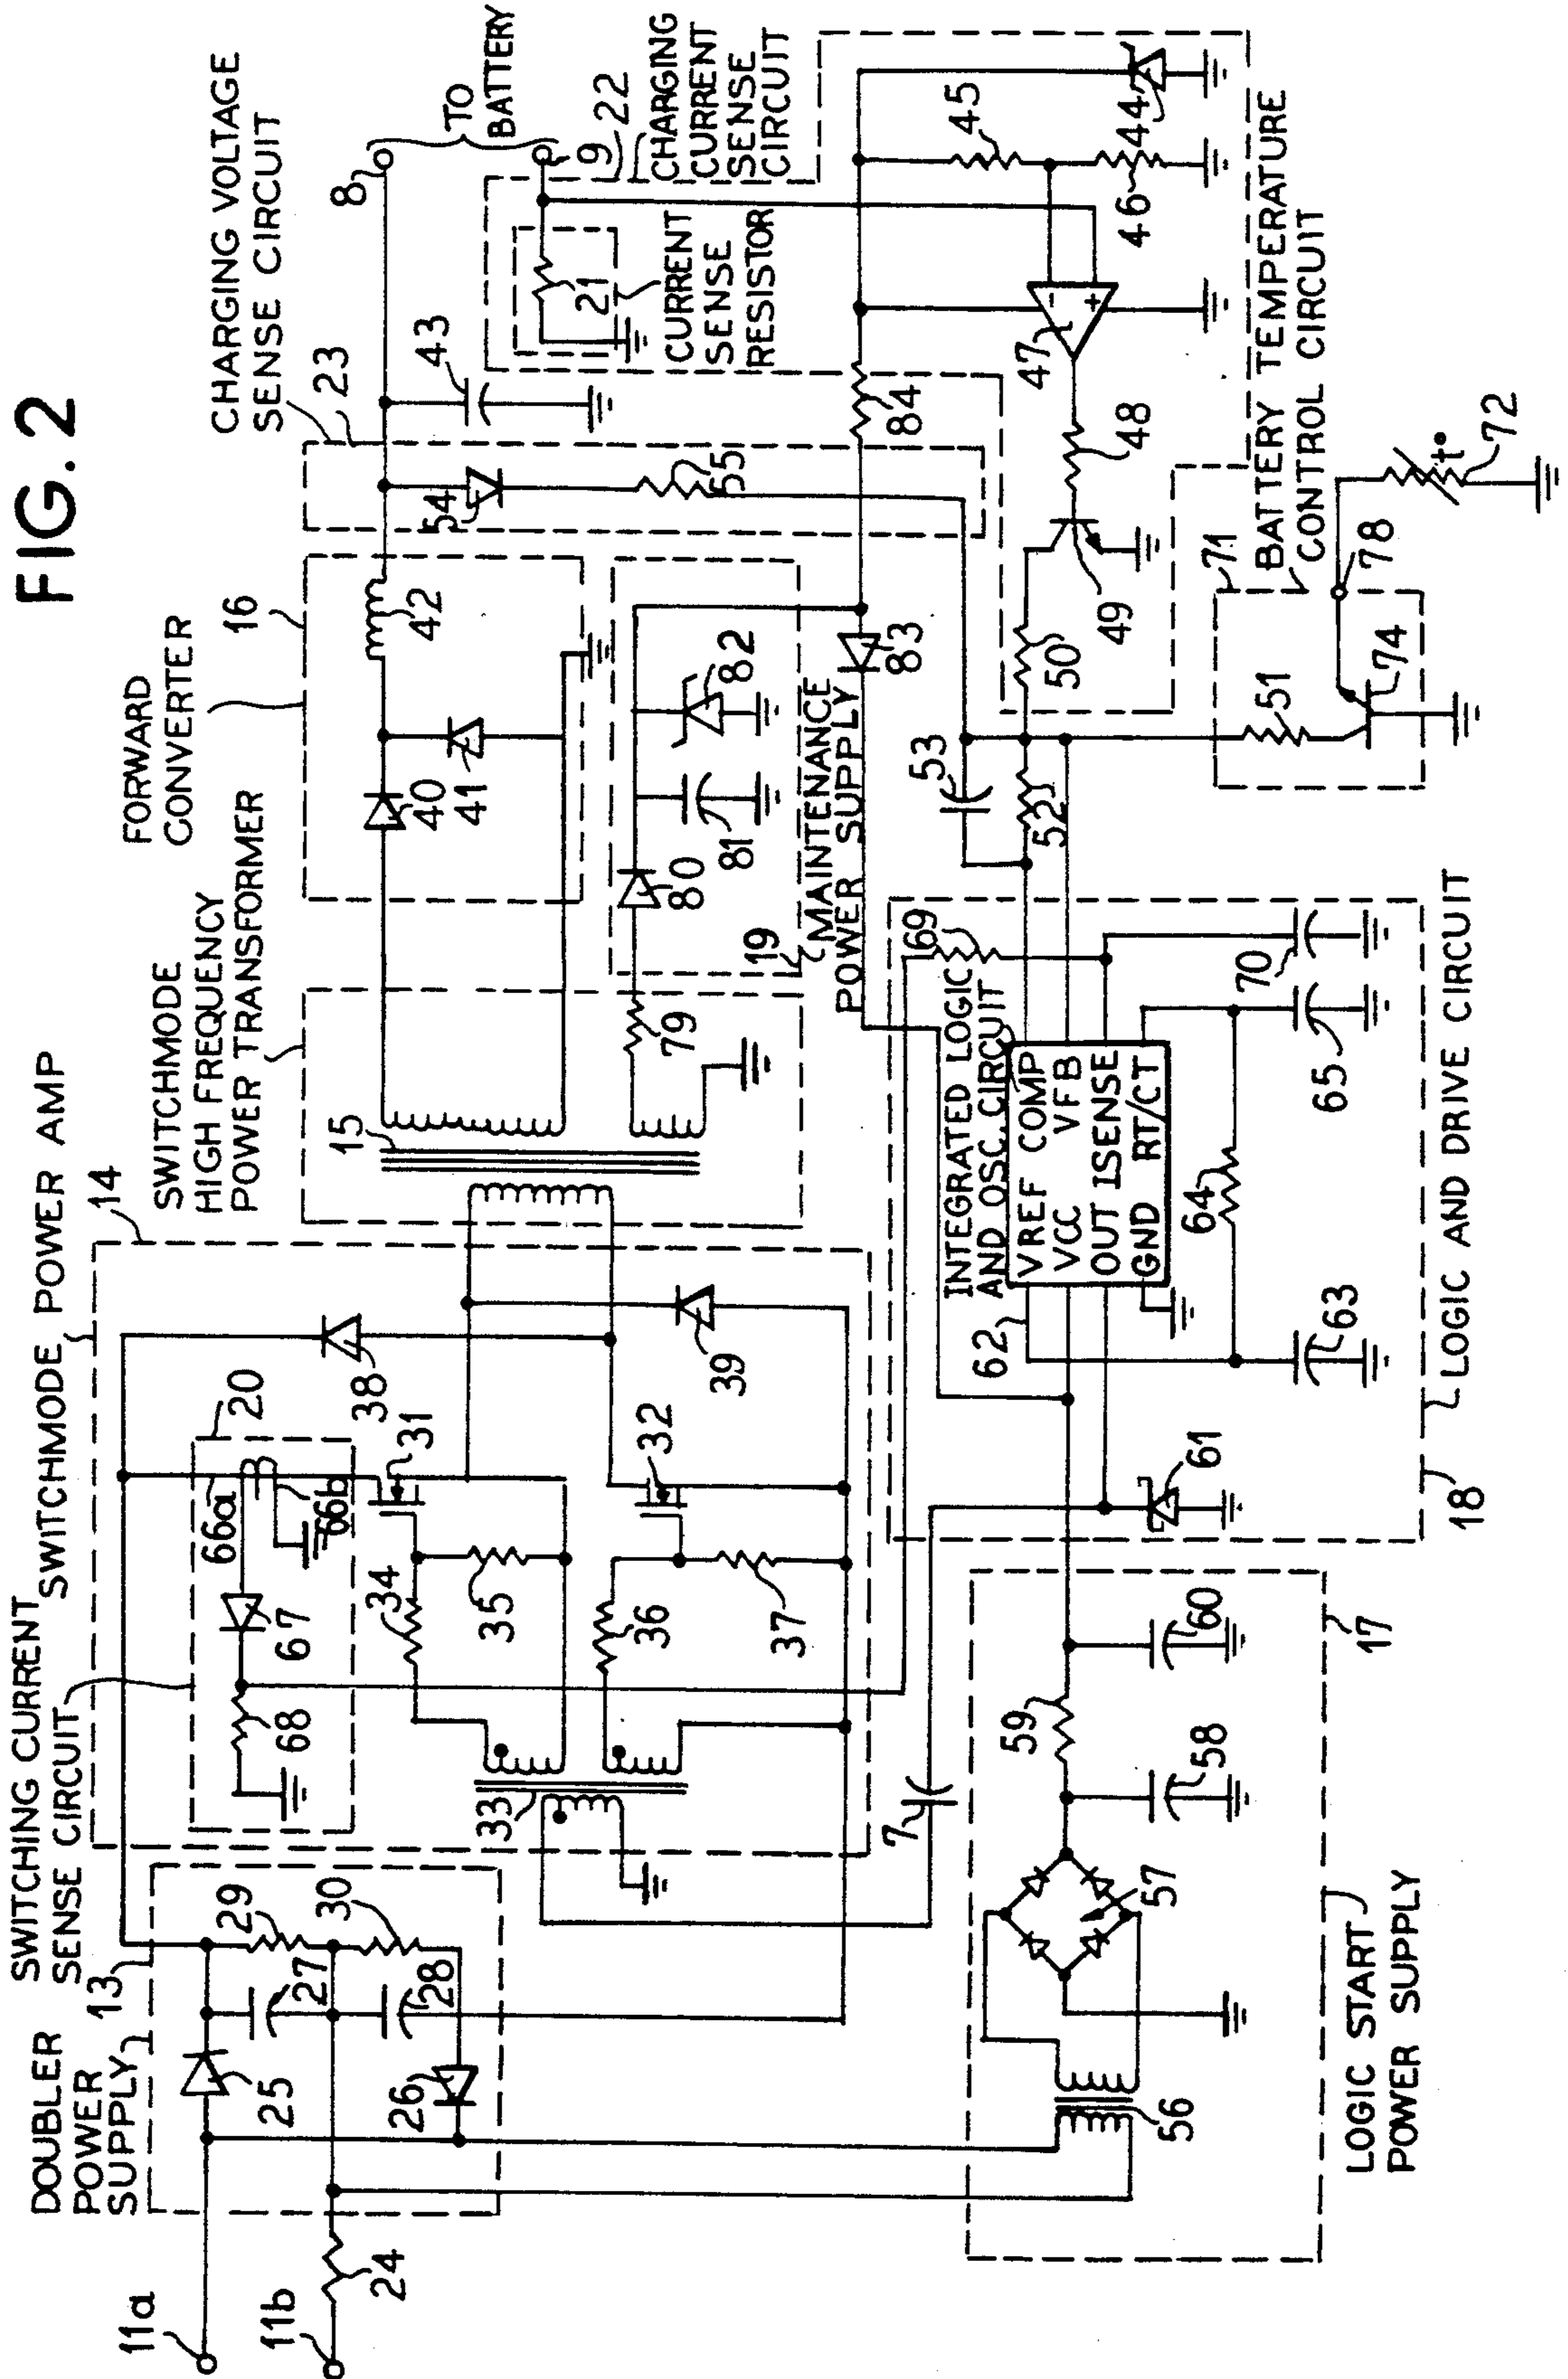 FIG. 2
SWITCHING CURRENT
SENSE CIRCUIT
SWITCHMODE POWER AMP
14
SWITCHMODE
HIGH FREQUENCY
POWER TRANSFORMER
FORWARD
CONVERTER
16
CHARGING VOLTAGE
SENSE CIRCUIT
23
DOUBLER
POWER
SUPPLY
13
11a
11b
24
25
26
27
28
29
30
20
66a
66b
67
68
31
32
33
34
35
36
37
38
39
15
79
40
41
42
43
54
55
8
TO
BATTERY
9
22
CHARGING
CURRENT
SENSE
CIRCUIT
21
CURRENT
SENSE
RESISTOR
80
81
82
19
MAINTENANCE
POWER SUPPLY
83
84
44
45
46
47
48
49
50
51
52
53
71
BATTERY TEMPERATURE
CONTROL CIRCUIT
72
t°
74
78
7
56
57
58
59
60
17
LOGIC START
POWER SUPPLY
61
62
63
64
65
69
70
INTEGRATED LOGIC
AND OSC. CIRCUIT
VREF COMP
VCC VFB
OUT ISENSE
GND RT/CT
18
LOGIC AND DRIVE CIRCUIT